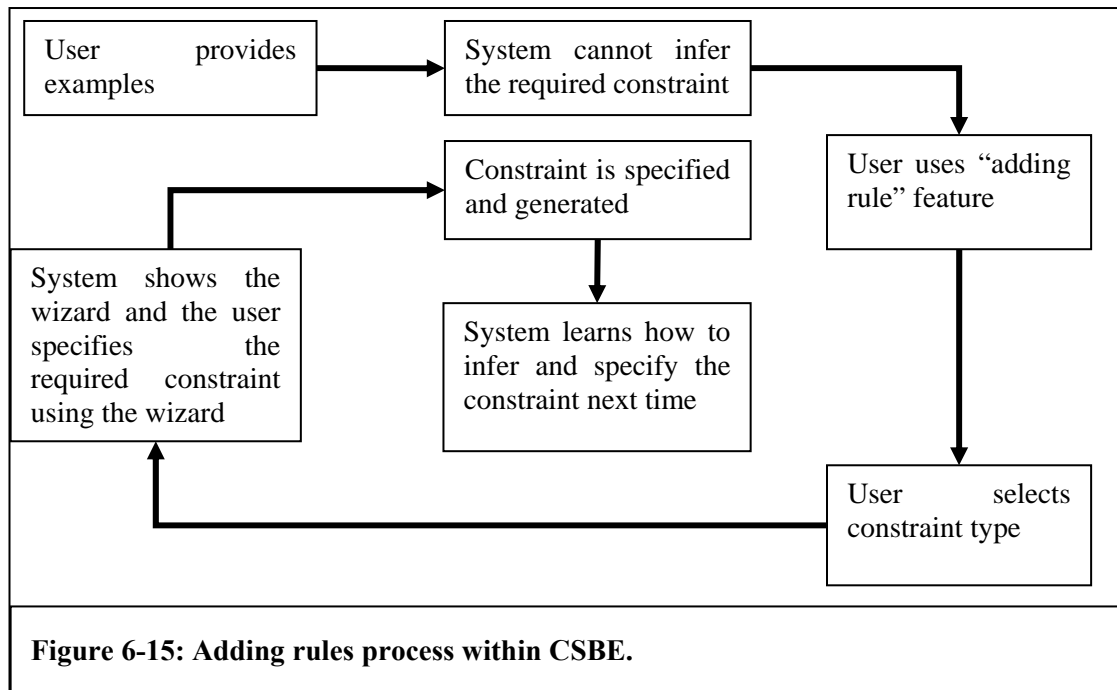 User provides
examples
System cannot infer
the required constraint
User uses “adding
rule” feature
Constraint is specified
and generated
System shows the
wizard and the user
specifies the
required constraint
using the wizard
System learns how to
infer and specify the
constraint next time
User selects
constraint type
Figure 6-15: Adding rules process within CSBE.